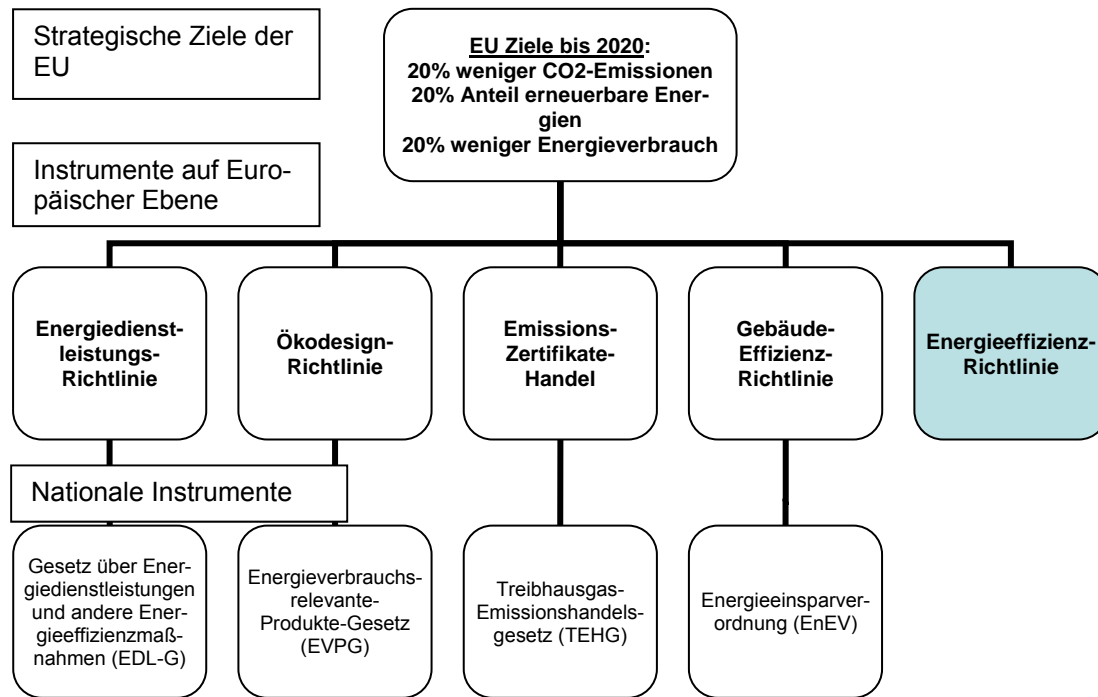 Strategische Ziele der
EU
EU Ziele bis 2020:
20% weniger CO2-Emissionen
20% Anteil erneuerbare Ener-
gien
20% weniger Energieverbrauch
Instrumente auf Euro-
päischer Ebene
Energiedienst-
leistungs-
Richtlinie
Ökodesign-
Richtlinie
Emissions-
Zertifikate-
Handel
Gebäude-
Effizienz-
Richtlinie
Energieeffizienz-
Richtlinie
Nationale Instrumente
Gesetz über Ener-
giedienstleistungen
und andere Ener-
gieeffizienzmaß-
nahmen (EDL-G)
Energieverbrauchs-
relevante-
Produkte-Gesetz
(EVPG)
Treibhausgas-
Emissionshandels-
gesetz (TEHG)
Energieeinsparver-
ordnung (EnEV)